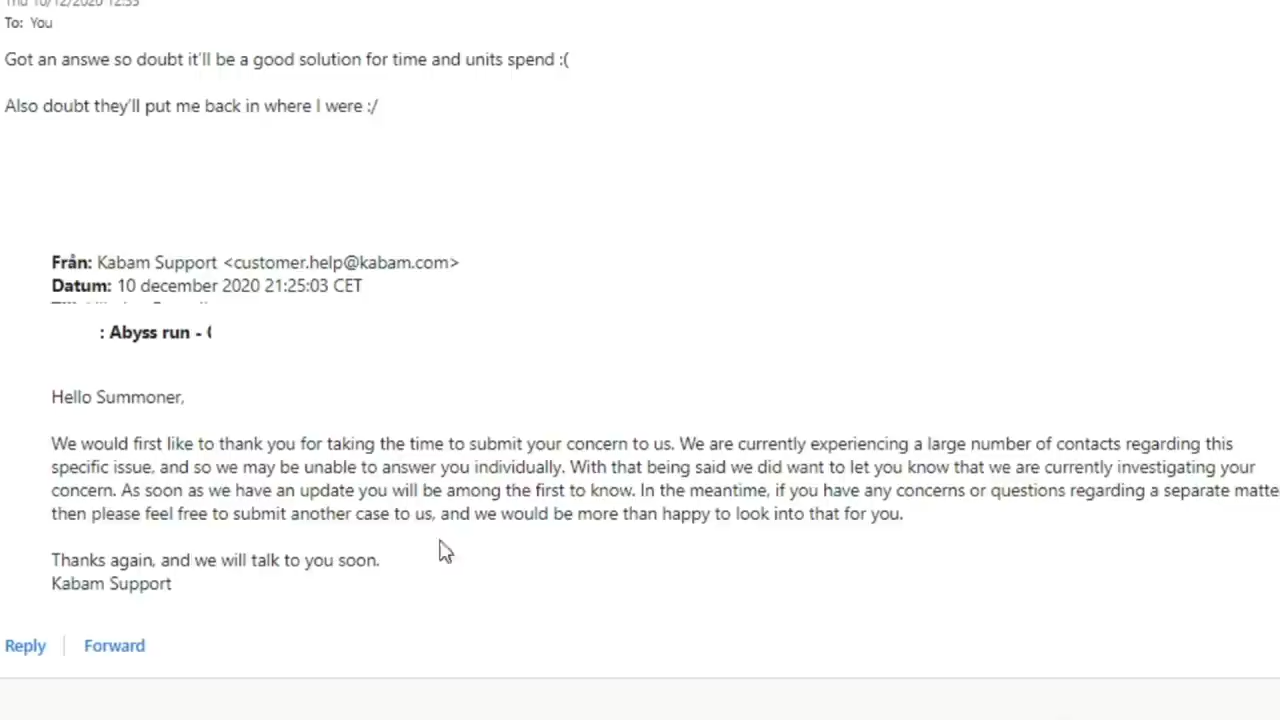 Thu 10/12/2020 12:35
To: You
Got an answe so doubt it'll be a good solution for time and units spend :(
Also doubt they'll put me back in where I were :/
Från: Kabam Support <customer.help@kabam.com>
Datum: 10 december 2020 21:25:03 CET
: Abyss run - (
Hello Summoner,
We would first like to thank you for taking the time to submit your concern to us. We are currently experiencing a large number of contacts regarding this
specific issue, and so we may be unable to answer you individually. With that being said we did want to let you know that we are currently investigating your
concern. As soon as we have an update you will be among the first to know. In the meantime, if you have any concerns or questions regarding a separate matte
then please feel free to submit another case to us, and we would be more than happy to look into that for you.
Thanks again, and we will talk to you soon.
Kabam Support
Reply
Forward